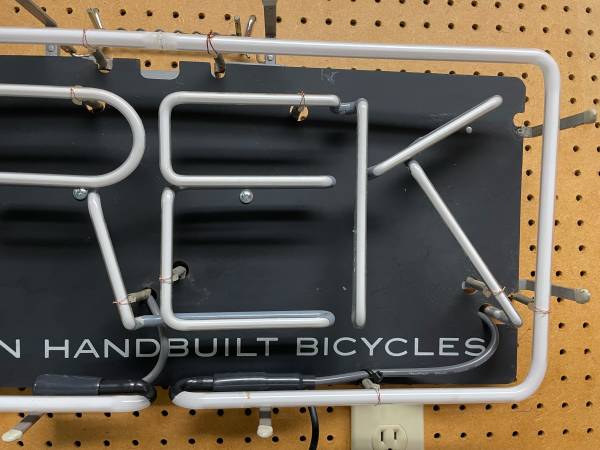 REK
N HANDBUILT BICYCLES